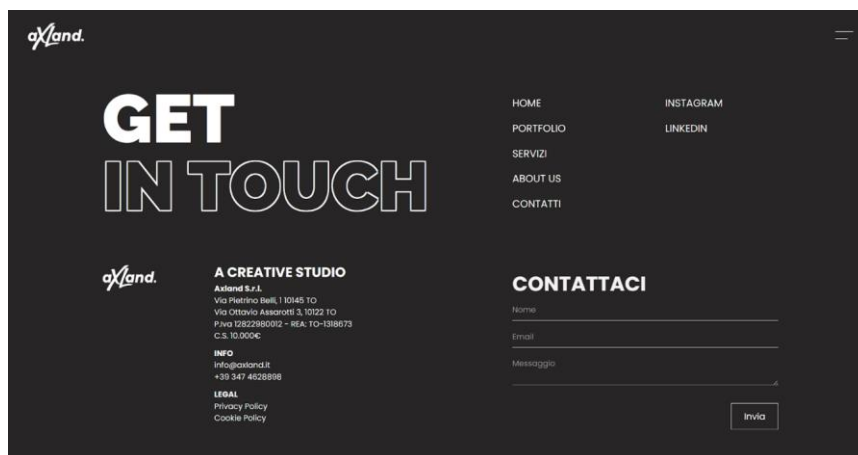 axland.
GET
IN TOUCH
HOME
PORTFOLIO
SERVIZI
ABOUT US
CONTATTI
INSTAGRAM
LINKEDIN
axland.
A CREATIVE STUDIO
Axland S.r.l.
Via Pietrino Belli, 1 10145 TO
Via Ottavio Assarotti 3, 10122 TO
P.Iva 12822980012 - REA: TO-1318673
C.S. 10.000€
INFO
info@axland.it
+39 347 4628898
LEGAL
Privacy Policy
Cookie Policy
CONTATTACI
Nome
Email
Messaggio
Invia